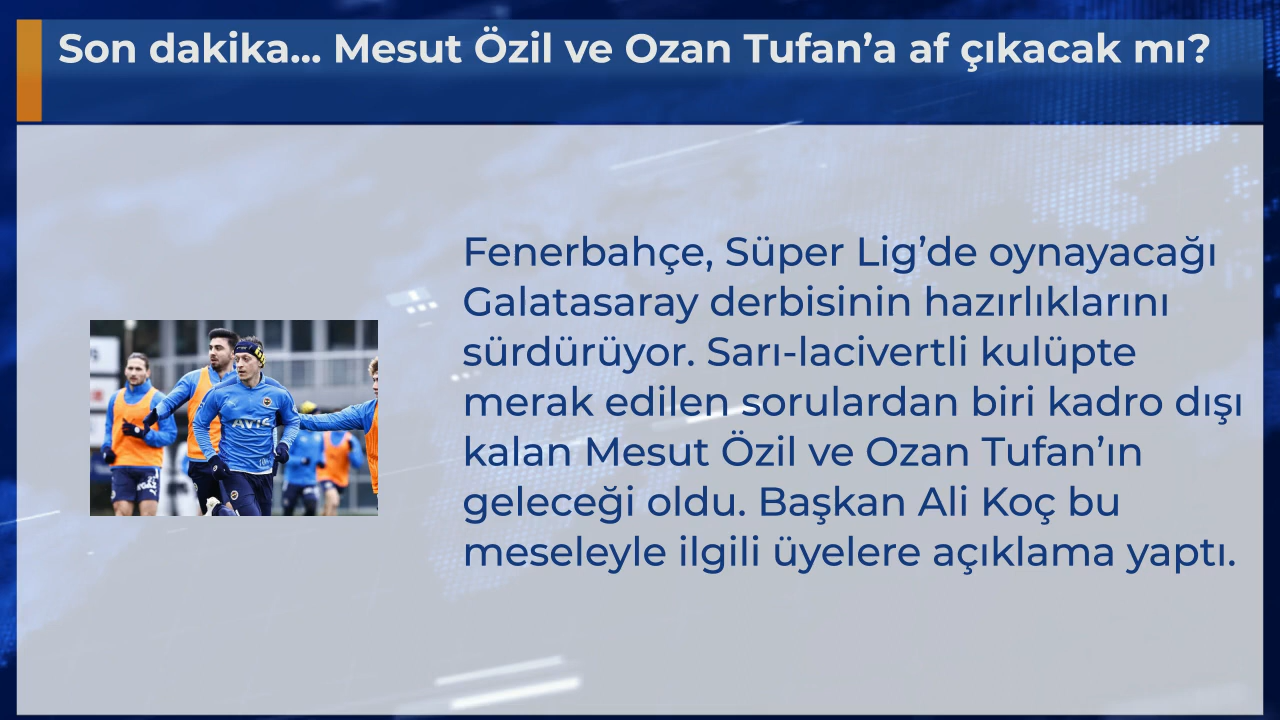 Son dakika... Mesut Özil ve Ozan Tufan’a af çıkacak mı?
Fenerbahçe, Süper Lig’de oynayacağı
Galatasaray derbisinin hazırlıklarını
sürdürüyor. Sarı-lacivertli kulüpte
merak edilen sorulardan biri kadro dışı
kalan Mesut Özil ve Ozan Tufan’ın
geleceği oldu. Başkan Ali Koç bu
meseleyle ilgili üyelere açıklama yaptı.
AVIS